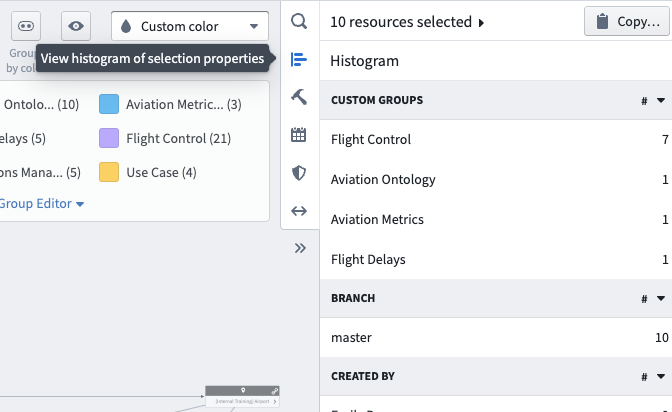 Custom color
10 resources selected
Copy…
Grou
by col
View histogram of selection properties
Histogram
Ontolo... (10)
Aviation Metric... (3)
elays (5)
Flight Control (21)
ons Mana... (5)
Use Case (4)
Group Editor
CUSTOM GROUPS #
Flight Control 7
Aviation Ontology 1
Aviation Metrics 1
Flight Delays 1
BRANCH #
master 10
CREATED BY #
[Internal Training] Airport